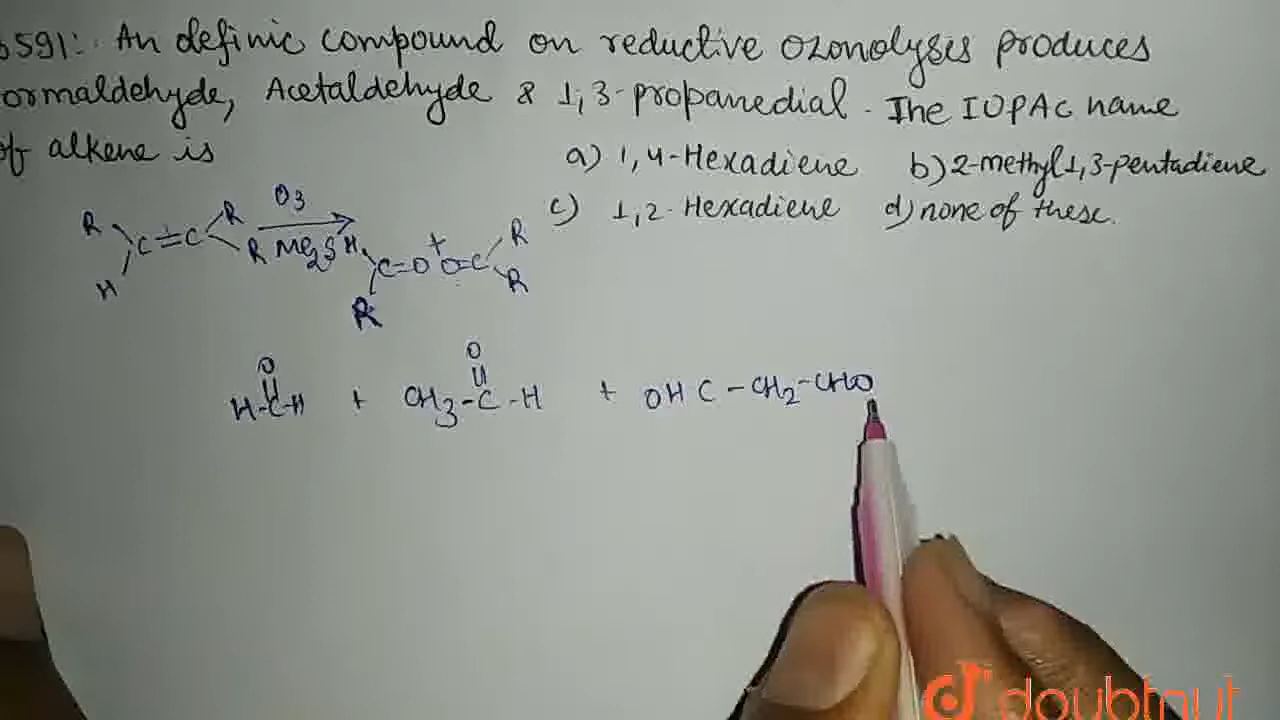 591: An definic compound on reductive ozonolysis produces
ormaldehyde, Acetaldehyde & 1,3-propanedial. The IUPAC name
of alkene is
a) 1,4-Hexadiene b) 2-methyl 1,3-pentadiene
c) 1,2-Hexadiene d) none of these.
R H C=C R R O3 Me2S H R C=O + O=C R R
H-C-H O + CH3-C-H O + OHC-CH2-CHO
doubtnut